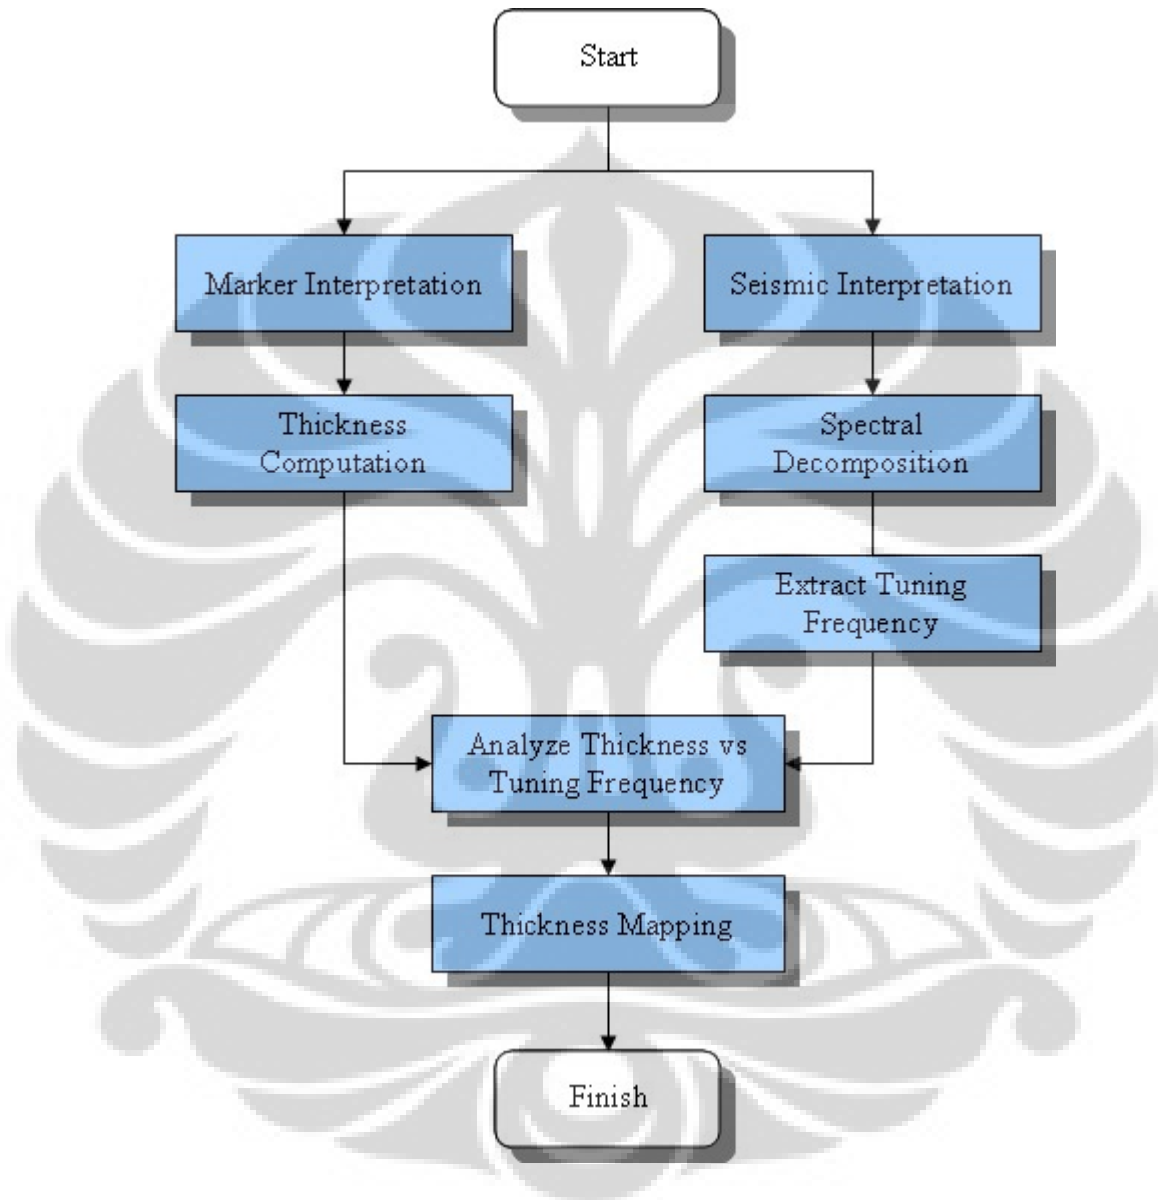 Start
Marker Interpretation
Seismic Interpretation
Thickness
Computation
Spectral
Decomposition
Extract Tuning
Frequency
Analyze Thickness vs
Tuning Frequency
Thickness Mapping
Finish